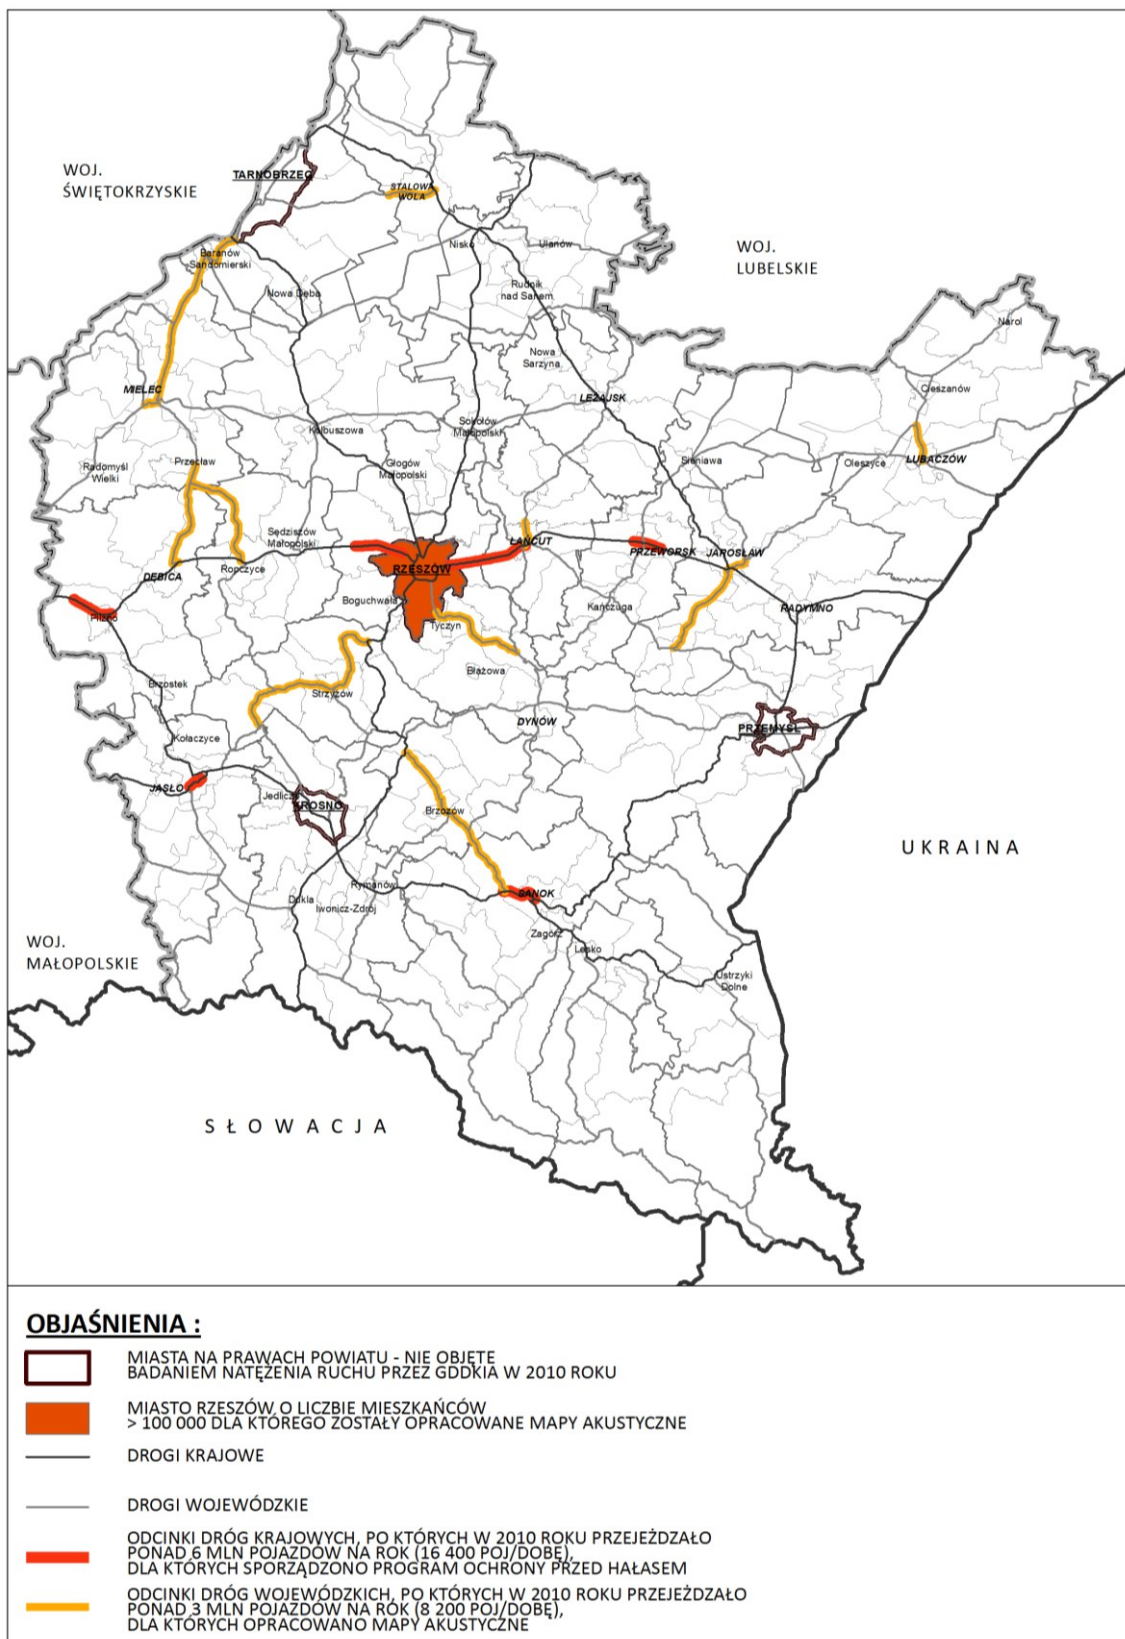 WOJ.
ŚWIĘTOKRZYSKIE
TARNOBRZEG
STALOWA
WOLA
WOJ.
LUBELSKIE
Nisko
Ulanów
Baranów
Sandomierski
Nowa Dęba
Rudnik
nad Sanem
Narol
Nowa
Sarzyna
MIELEC
LEŻAJSK
Cieszanów
Kolbuszowa
Sokołów
Małopolski
Radomyśl
Wielki
Przecław
Głogów
Małopolski
Sieniawa
Oleszyce
LUBACZÓW
Sędziszów
Małopolski
ŁAŃCUT
PRZEWORSK
JAROSŁAW
DĘBICA
Ropczyce
RZESZÓW
Boguchwała
Kańczuga
RADYMNO
Pilzno
Tyczyn
Błażowa
Brzostek
Strzyżów
DYNÓW
PRZEMYŚL
Kołaczyce
JASŁO
Jedlicze
KROSNO
Brzozów
UKRAINA
Rymanów
SANOK
Dukla
Iwonicz-Zdrój
Zagórz
Lesko
WOJ.
MAŁOPOLSKIE
Ustrzyki
Dolne
SŁOWACJA
OBJAŚNIENIA :
MIASTA NA PRAWACH POWIATU - NIE OBJĘTE
BADANIEM NATĘŻENIA RUCHU PRZEZ GDDKIA W 2010 ROKU
MIASTO RZESZÓW O LICZBIE MIESZKAŃCÓW
> 100 000 DLA KTÓREGO ZOSTAŁY OPRACOWANE MAPY AKUSTYCZNE
DROGI KRAJOWE
DROGI WOJEWÓDZKIE
ODCINKI DRÓG KRAJOWYCH, PO KTÓRYCH W 2010 ROKU PRZEJEŻDŻAŁO
PONAD 6 MLN POJAZDÓW NA ROK (16 400 POJ/DOBĘ),
DLA KTÓRYCH SPORZĄDZONO PROGRAM OCHRONY PRZED HAŁASEM
ODCINKI DRÓG WOJEWÓDZKICH, PO KTÓRYCH W 2010 ROKU PRZEJEŻDŻAŁO
PONAD 3 MLN POJAZDÓW NA ROK (8 200 POJ/DOBĘ),
DLA KTÓRYCH OPRACOWANO MAPY AKUSTYCZNE